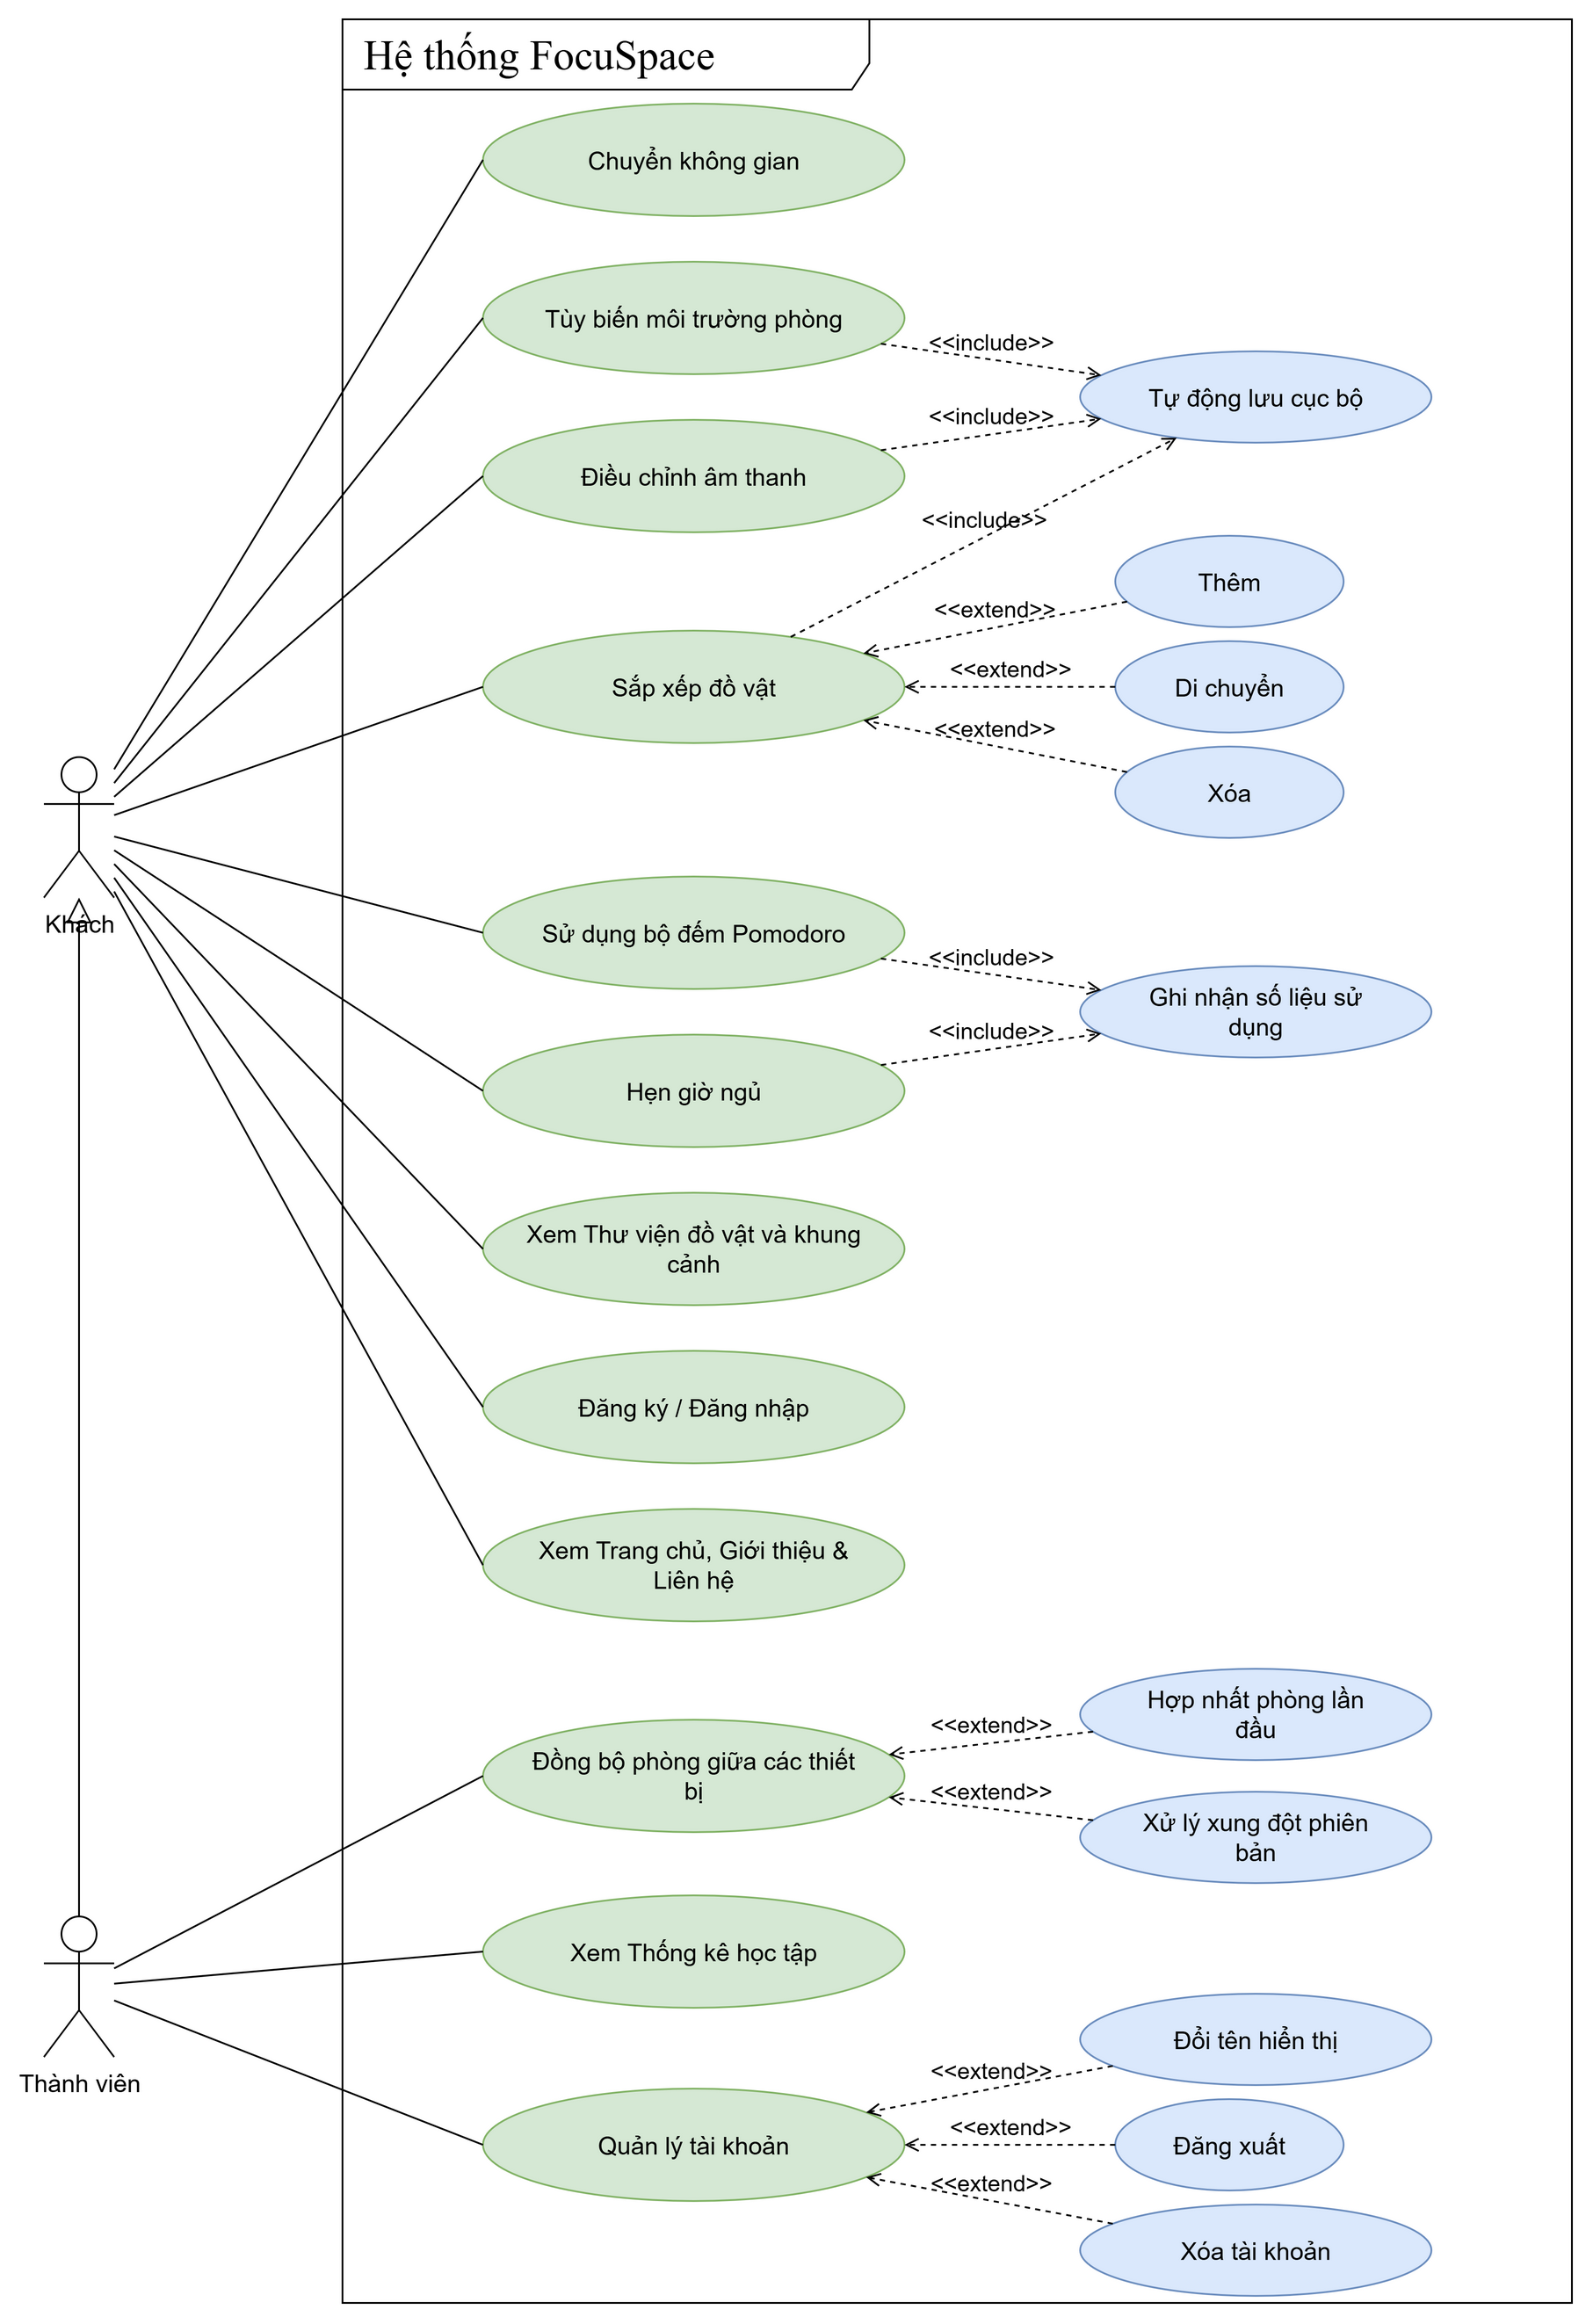 Hệ thống FocuSpace
Chuyển không gian
Tùy biến môi trường phòng
<<include>>
Tự động lưu cục bộ
<<include>>
Điều chỉnh âm thanh
<<include>>
Thêm
<<extend>>
<<extend>>
Sắp xếp đồ vật
Di chuyển
<<extend>>
Xóa
Khách
Sử dụng bộ đếm Pomodoro
<<include>>
Ghi nhận số liệu sử
dụng
<<include>>
Hẹn giờ ngủ
Xem Thư viện đồ vật và khung
cảnh
Đăng ký / Đăng nhập
Xem Trang chủ, Giới thiệu &
Liên hệ
Hợp nhất phòng lần
đầu
<<extend>>
Đồng bộ phòng giữa các thiết
bị
<<extend>>
Xử lý xung đột phiên
bản
Xem Thống kê học tập
Thành viên
Đổi tên hiển thị
<<extend>>
<<extend>>
Quản lý tài khoản
Đăng xuất
<<extend>>
Xóa tài khoản